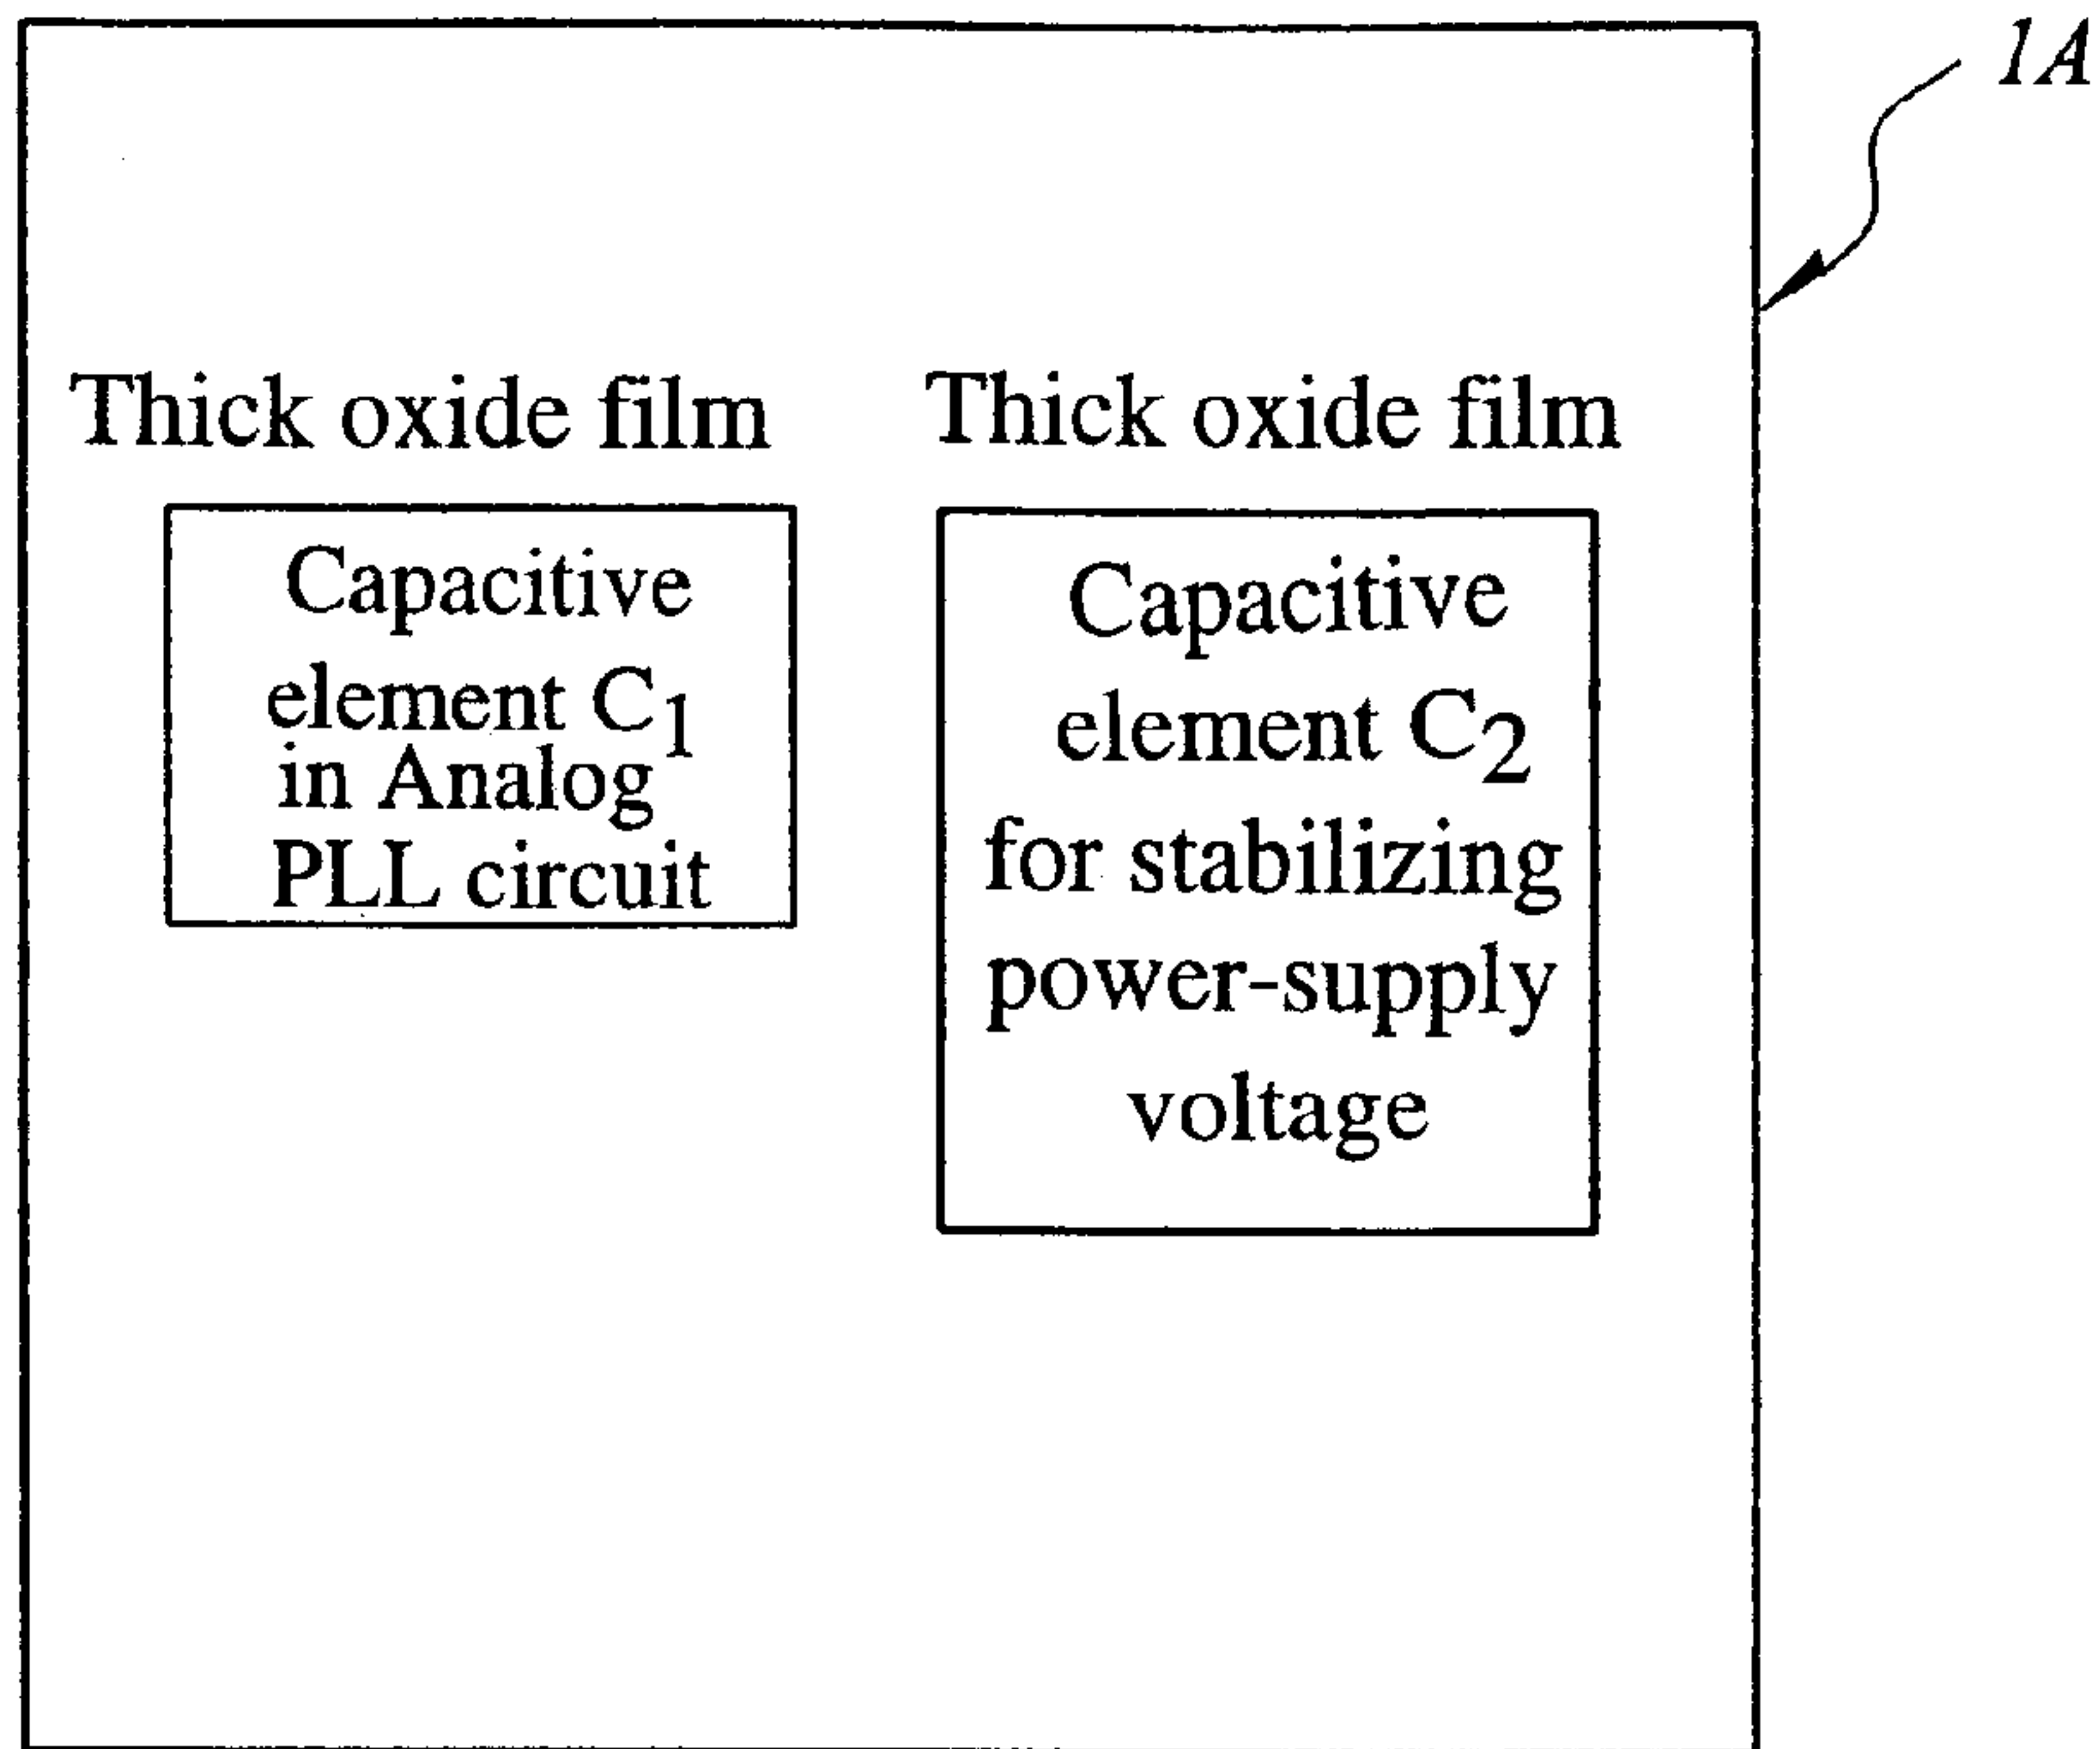 1A
Thick oxide film
Capacitive
element C1
in Analog
PLL circuit
Thick oxide film
Capacitive
element C2
for stabilizing
power-supply
voltage